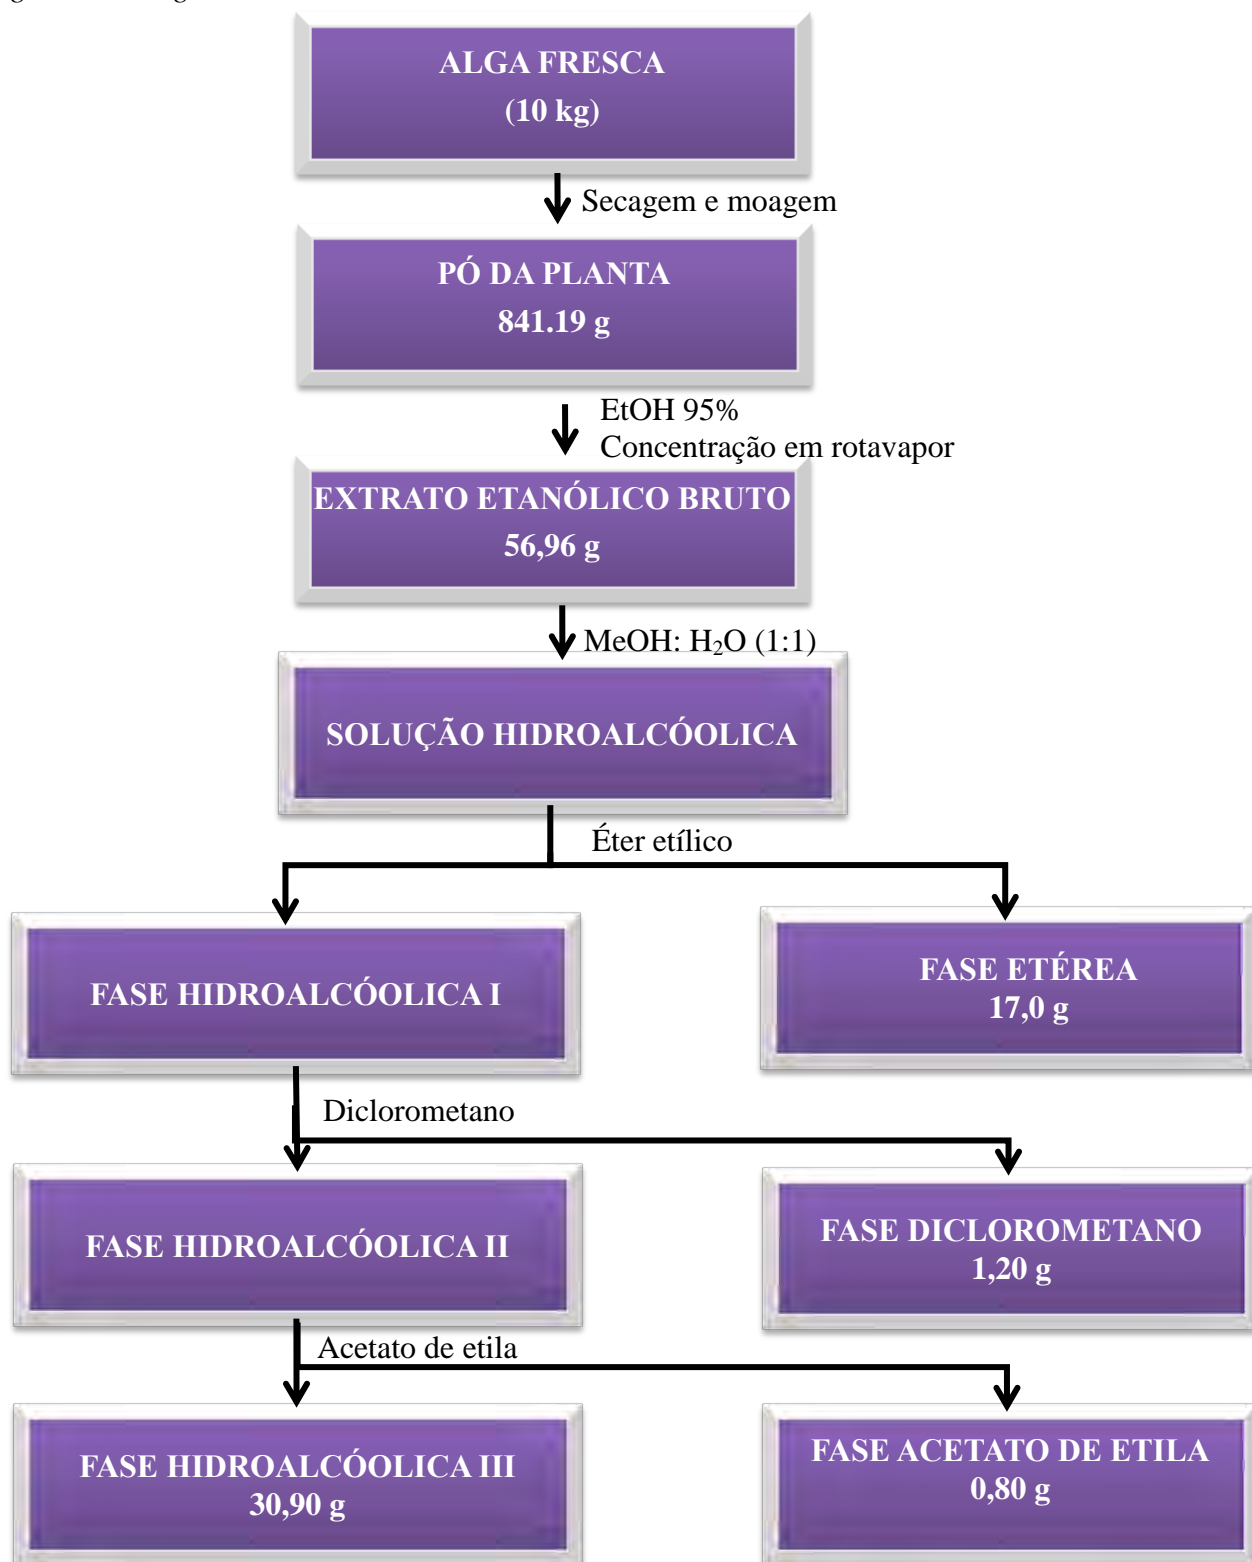 ALGA FRESCA
(10 kg)
Secagem e moagem
PÓ DA PLANTA
841.19 g
EtOH 95%
Concentração em rotavapor
EXTRATO ETANÓLICO BRUTO
56,96 g
MeOH: H₂O (1:1)
SOLUÇÃO HIDROALCÓOLICA
Éter etílico
FASE HIDROALCÓOLICA I
FASE ETÉREA
17,0 g
Diclorometano
FASE HIDROALCÓOLICA II
FASE DICLOROMETANO
1,20 g
Acetato de etila
FASE HIDROALCÓOLICA III
30,90 g
FASE ACETATO DE ETILA
0,80 g